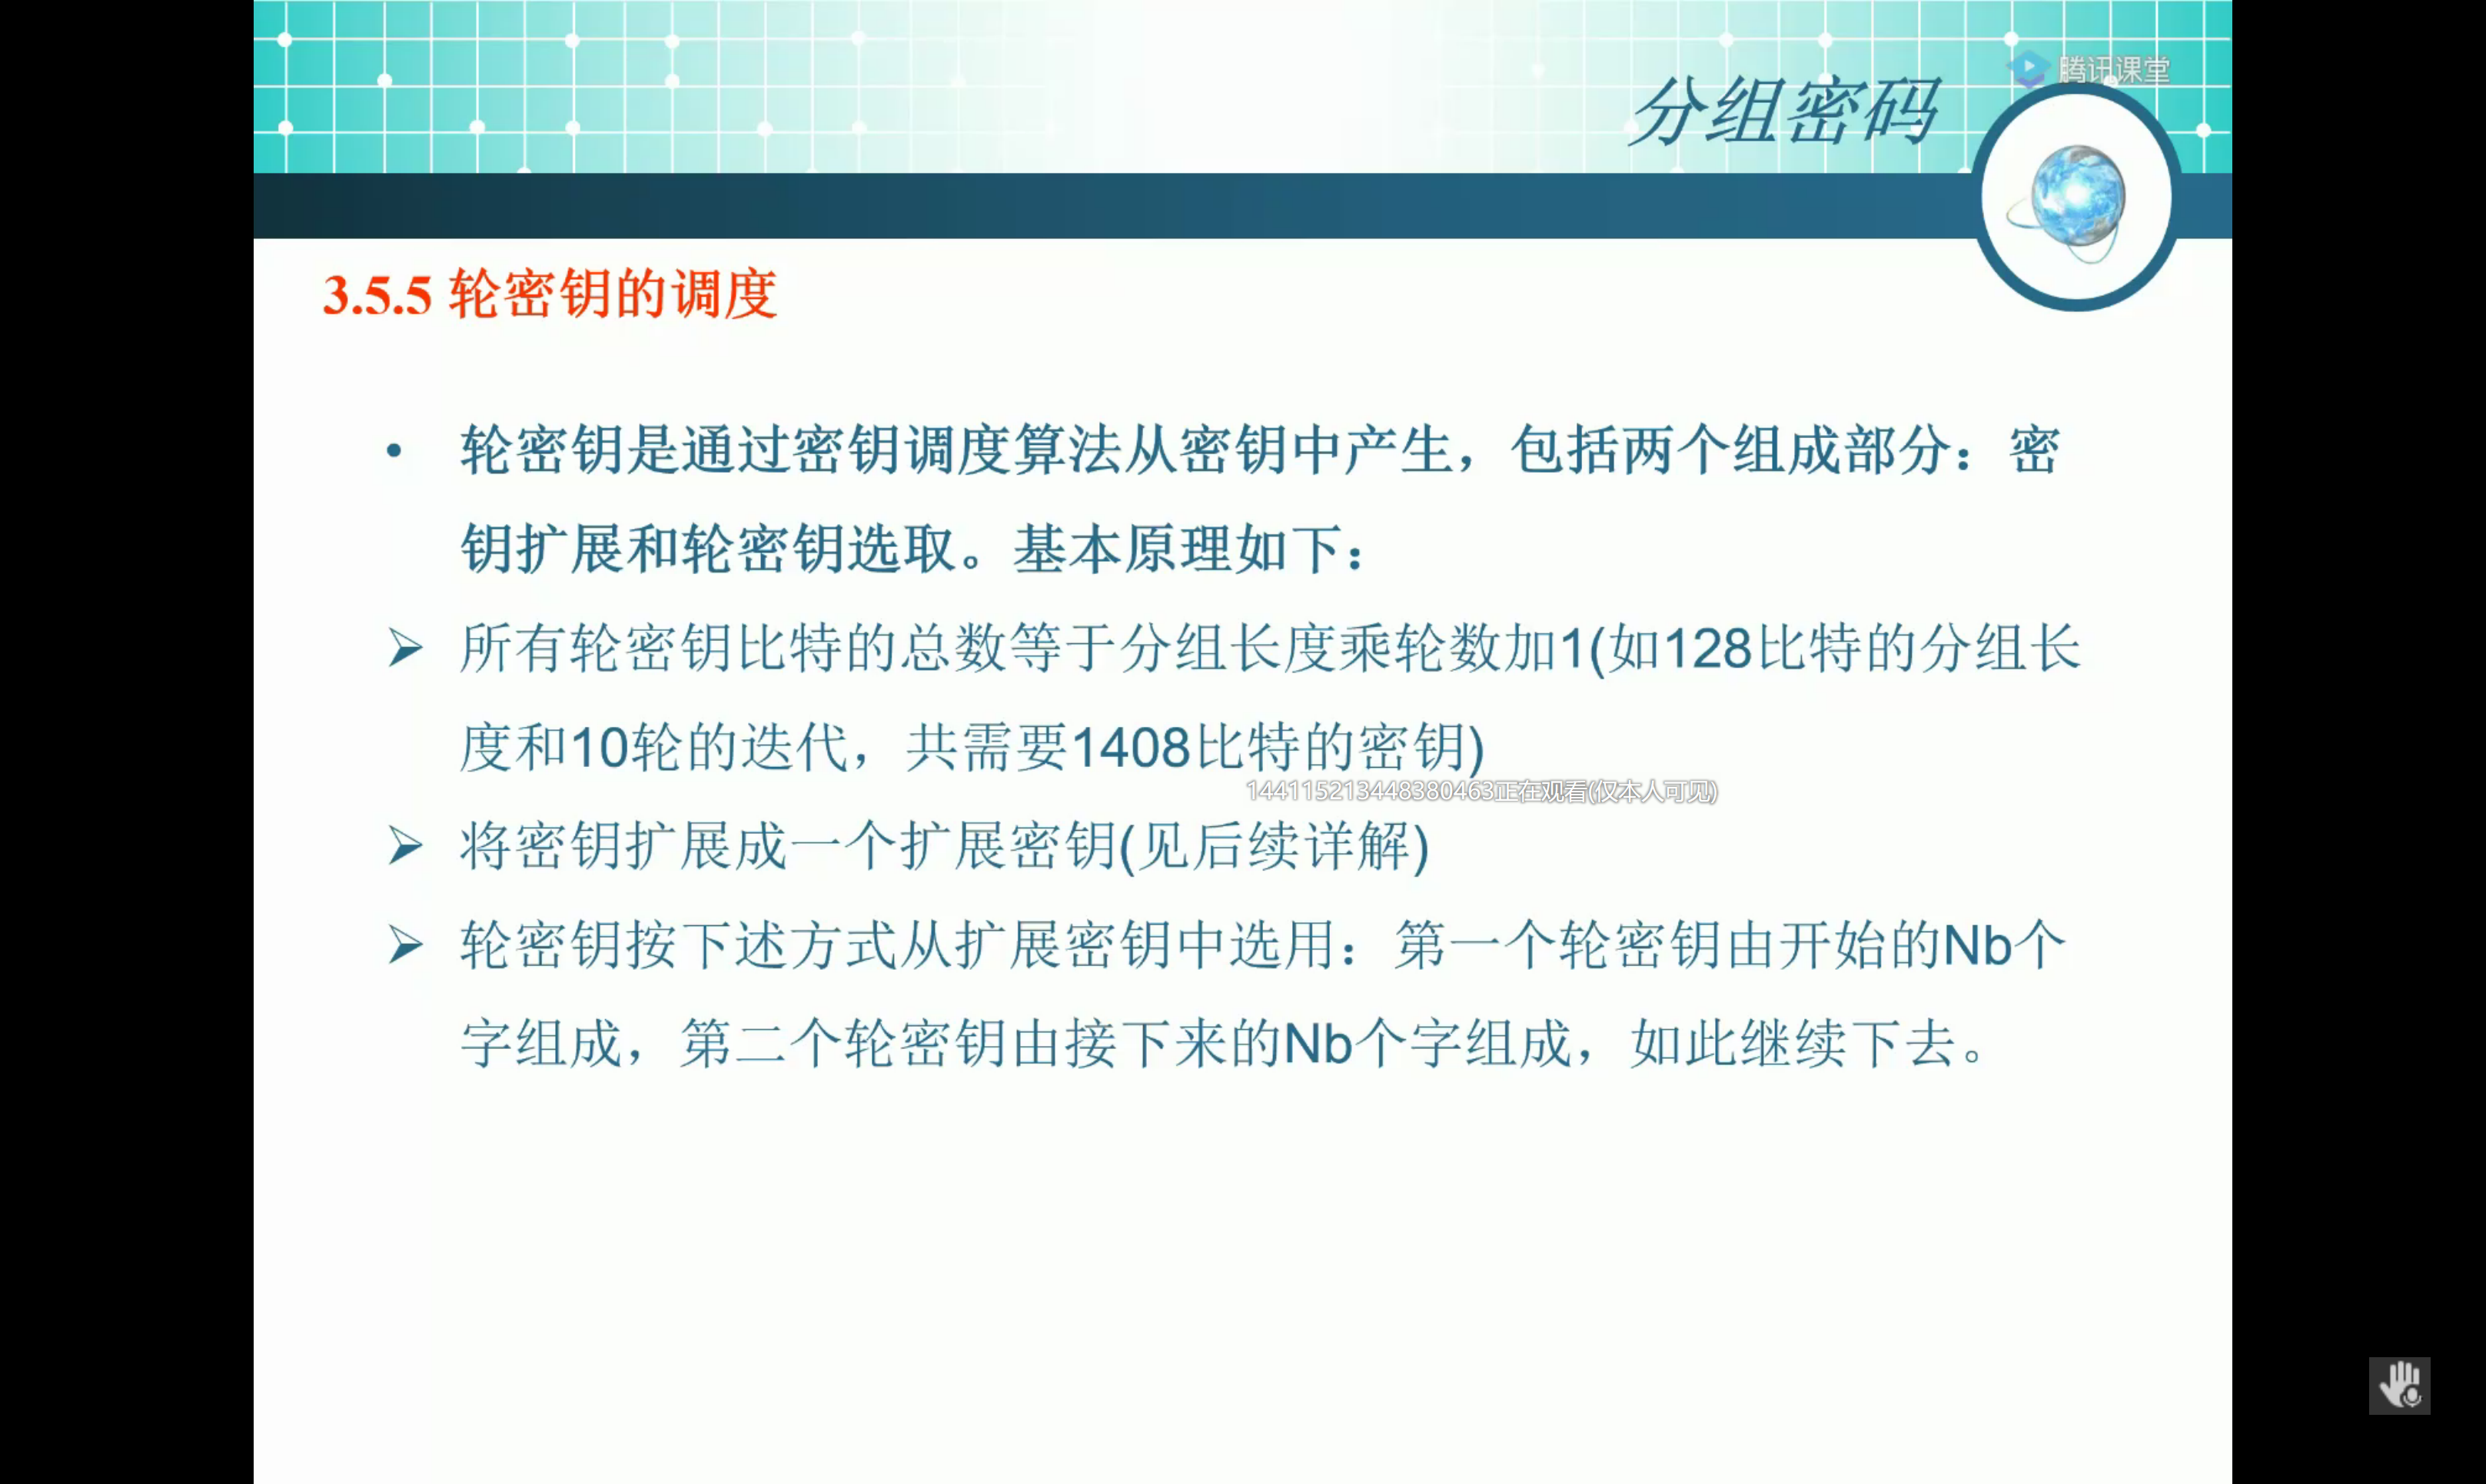 腾讯课堂
分组密码
3.5.5 轮密钥的调度
• 轮密钥是通过密钥调度算法从密钥中产生，包括两个组成部分：密
钥扩展和轮密钥选取。基本原理如下：
➢ 所有轮密钥比特的总数等于分组长度乘轮数加1(如128比特的分组长
度和10轮的迭代，共需要1408比特的密钥)
144115213448380463正在观看(仅本人可见)
➢ 将密钥扩展成一个扩展密钥(见后续详解)
➢ 轮密钥按下述方式从扩展密钥中选用：第一个轮密钥由开始的Nb个
字组成，第二个轮密钥由接下来的Nb个字组成，如此继续下去。